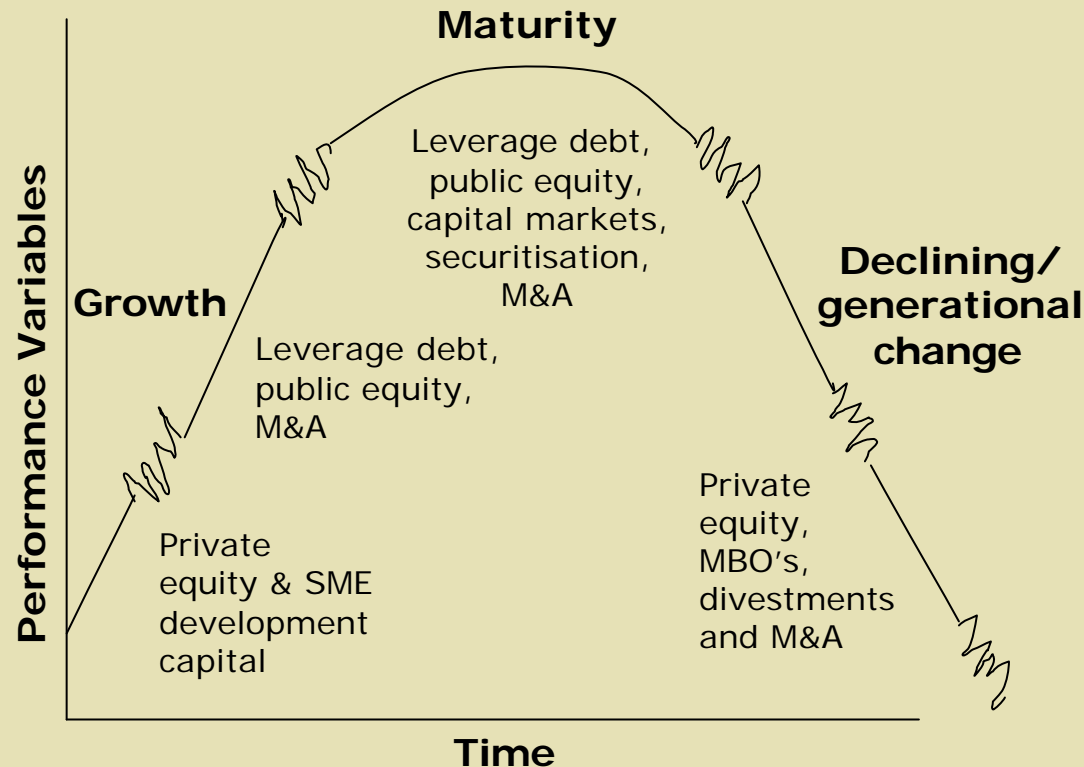 Maturity
Leverage debt,
public equity,
capital markets,
securitisation,
M&A
Performance Variables
Growth
Declining/
generational
change
Leverage debt,
public equity,
M&A
Private
equity & SME
development
capital
Private
equity,
MBO's,
divestments
and M&A
Time